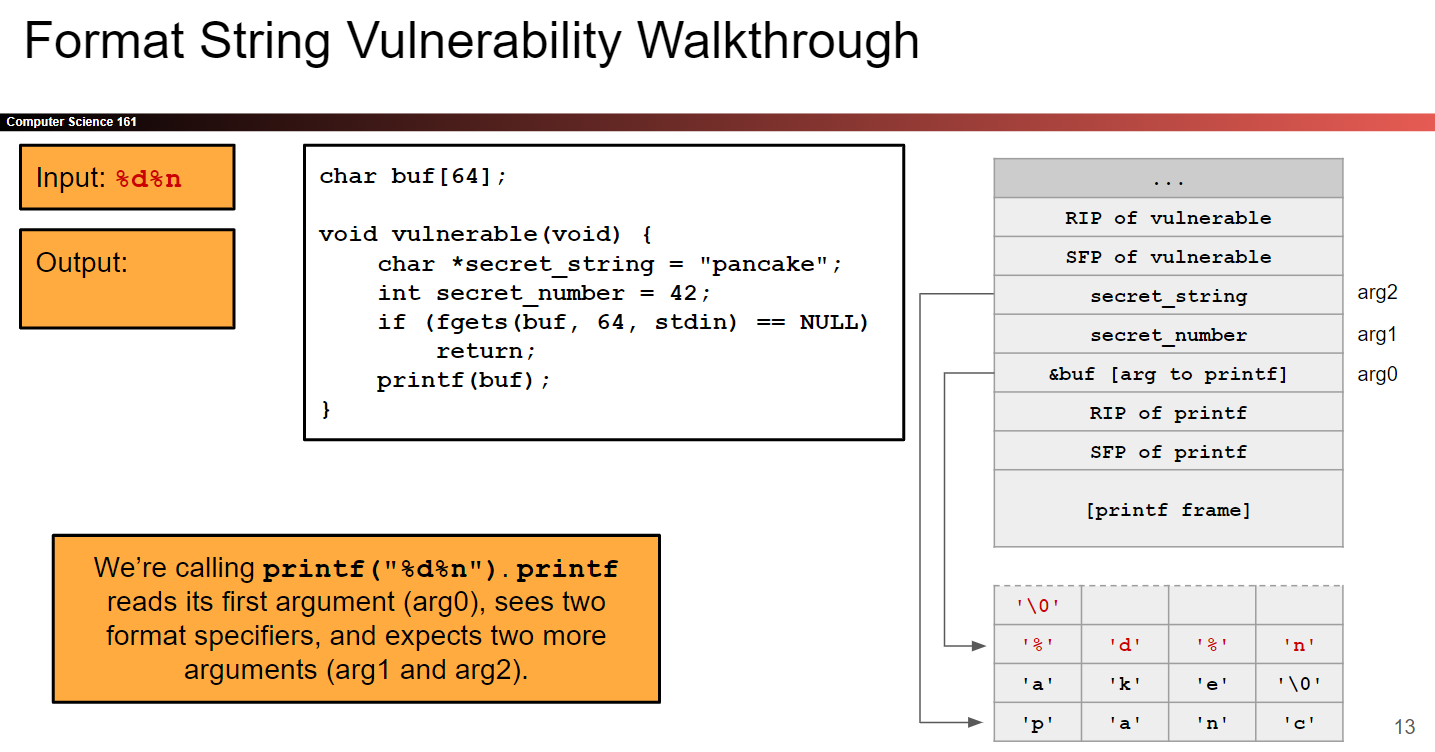 Format String Vulnerability Walkthrough
Computer Science 161
Input: %d%n
Output:
char buf[64];
void vulnerable(void) {
    char *secret_string = "pancake";
    int secret_number = 42;
    if (fgets(buf, 64, stdin) == NULL)
        return;
    printf(buf);
}
We’re calling printf("%d%n"). printf
reads its first argument (arg0), sees two
format specifiers, and expects two more
arguments (arg1 and arg2).
...
RIP of vulnerable
SFP of vulnerable
secret_string arg2
secret_number arg1
&buf [arg to printf] arg0
RIP of printf
SFP of printf
[printf frame]
'\0'
'%' 'd' '%' 'n'
'a' 'k' 'e' '\0'
'p' 'a' 'n' 'c'
13